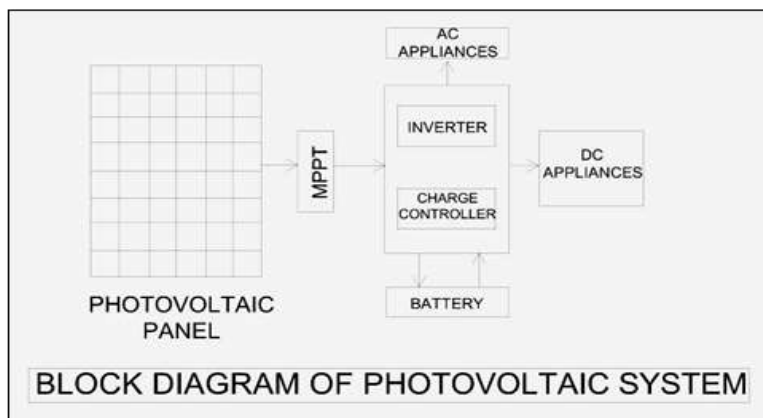 AC
APPLIANCES
INVERTER
MPPT
DC
APPLIANCES
CHARGE
CONTROLLER
BATTERY
PHOTOVOLTAIC
PANEL
BLOCK DIAGRAM OF PHOTOVOLTAIC SYSTEM